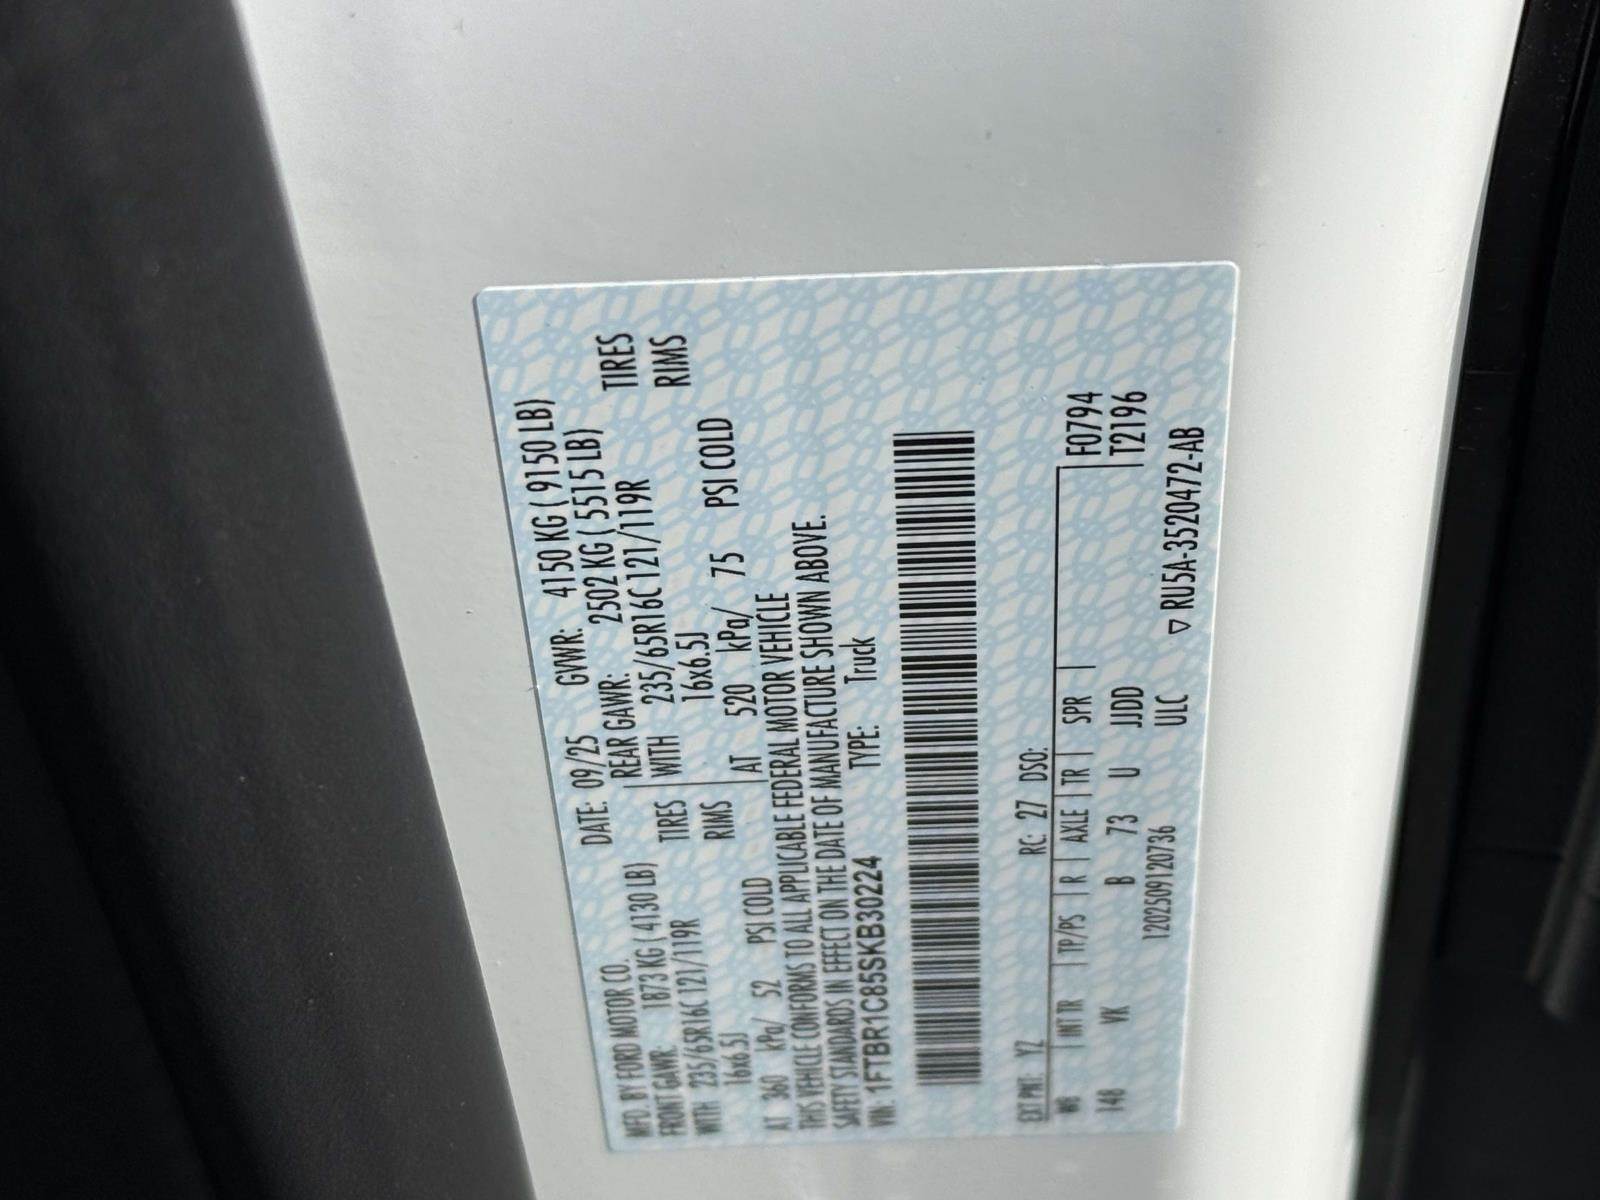 MFD. BY FORD MOTOR CO.
DATE: 09/25 GVWR: 4150 KG ( 9150 LB)
FRONT GAWR: 1873 KG ( 4130 LB)
REAR GAWR: 2502 KG ( 5515 LB)
WITH 235/65R16C 121/119R TIRES
WITH 235/65R16C 121/119R TIRES
16x6.5J RIMS
16x6.5J RIMS
AT 360 kPa/ 52 PSI COLD
AT 520 kPa/ 75 PSI COLD
THIS VEHICLE CONFORMS TO ALL APPLICABLE FEDERAL MOTOR VEHICLE
SAFETY STANDARDS IN EFFECT ON THE DATE OF MANUFACTURE SHOWN ABOVE.
VIN: 1FTBR1C85SKB30224 TYPE: Truck
EXT PNT: YZ RC: 27 DSO: F0794
WB INT TR TP/PS R AXLE TR SPR T2196
148 VK B 73 U JJDD
120250912073​6 ULC ▽ RU5A-3520472-AB